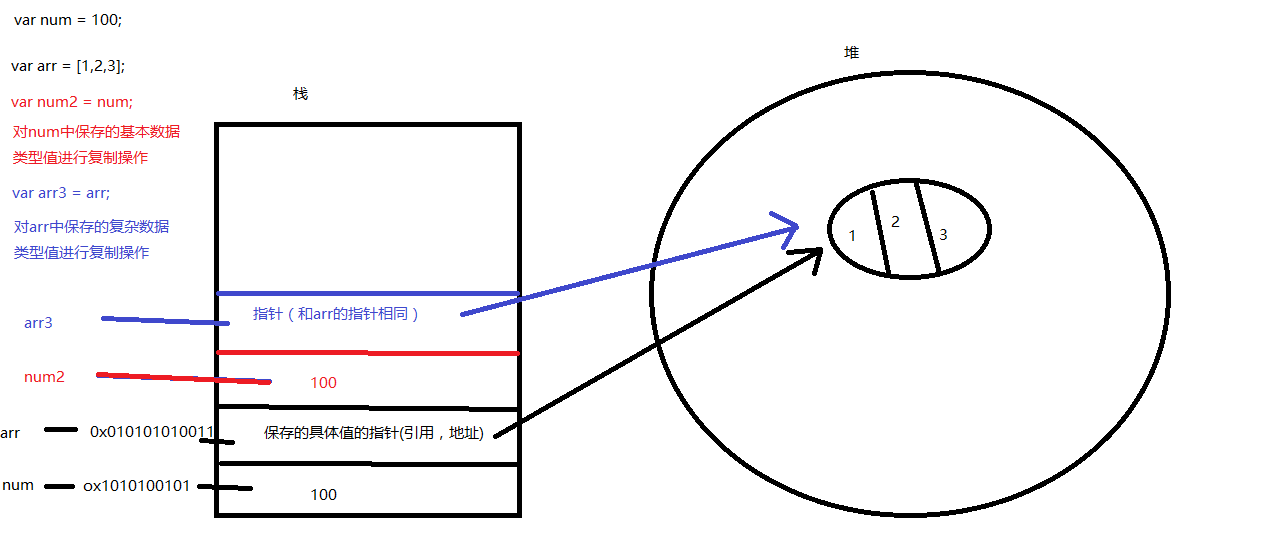 var num = 100;
var arr = [1,2,3];
var num2 = num;
对num中保存的基本数据
类型值进行复制操作
var arr3 = arr;
对arr中保存的复杂数据
类型值进行复制操作
栈
堆
1
2
3
arr3
指针（和arr的指针相同）
num2
100
arr
0x010101010011
保存的具体值的指针(引用，地址)
num
ox1010100101
100